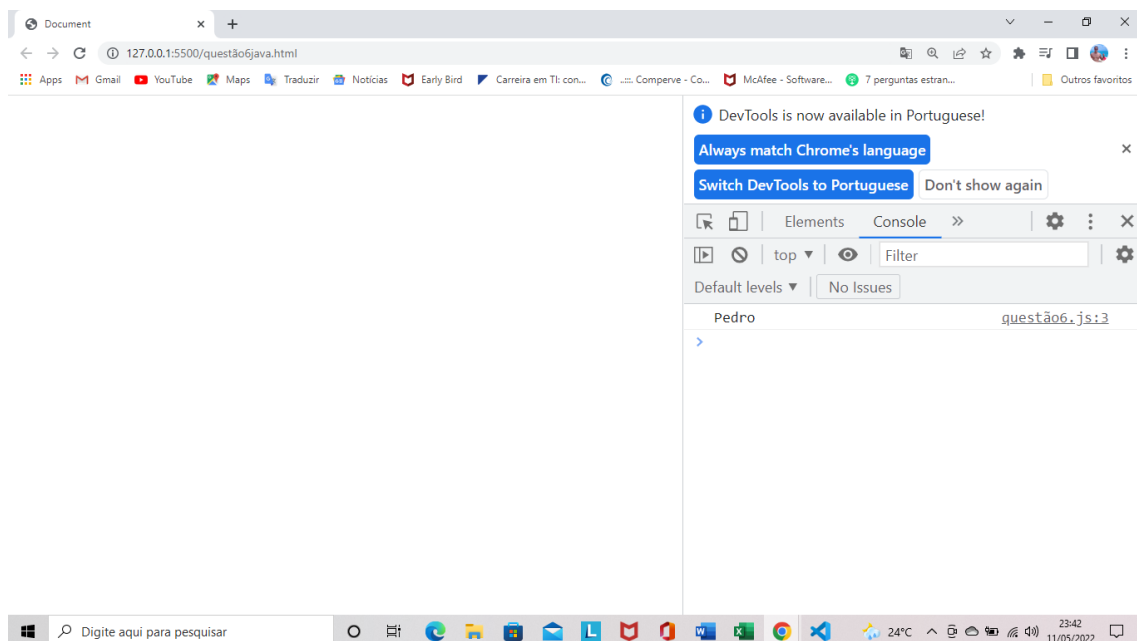 Document
127.0.0.1:5500/questão6java.html
Apps Gmail YouTube Maps Traduzir Notícias Early Bird Carreira em TI: con... ..::. Comperve - Co... McAfee - Software... 7 perguntas estran... Outros favoritos
DevTools is now available in Portuguese!
Always match Chrome's language
Switch DevTools to Portuguese Don't show again
Elements Console
top Filter
Default levels No Issues
Pedro questão6.js:3
Digite aqui para pesquisar 24°C 23:42
11/05/2022